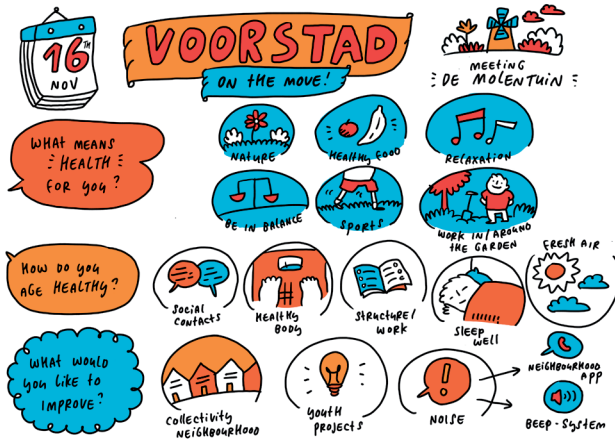 16TH
NOV
VOORSTAD
ON THE MOVE!
MEETING
DE MOLENTUIN
WHAT MEANS
HEALTH
FOR YOU?
NATURE
HEALTHY FOOD
RELAXATION
BE IN BALANCE
SPORTS
WORK IN/AROUND
THE GARDEN
HOW DO YOU
AGE HEALTHY?
SOCIAL
CONTACTS
HEALTHY
BODY
STRUCTURE/
WORK
SLEEP
WELL
FRESH AIR
WHAT WOULD
YOU LIKE TO
IMPROVE?
COLLECTIVITY
NEIGHBOURHOOD
YOUTH
PROJECTS
NOISE
NEIGHBOURHOOD
APP
BEEP-SYSTEM